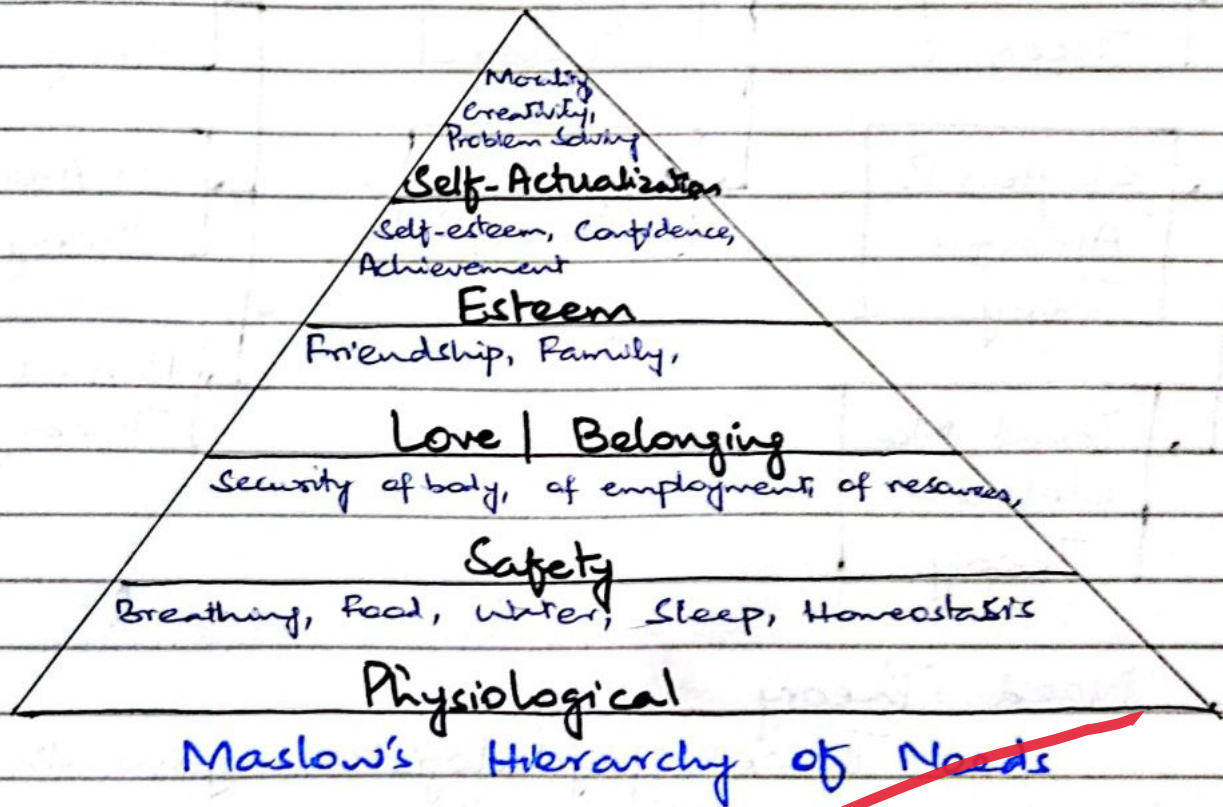 Morality
Creativity,
Problem Solving
Self-Actualization
Self-esteem, Confidence,
Achievement
Esteem
Friendship, Family,
Love | Belonging
Security of body, of employment, of resources,
Safety
Breathing, Food, Water, Sleep, Homeostasis
Physiological
Maslow's Hierarchy of Needs